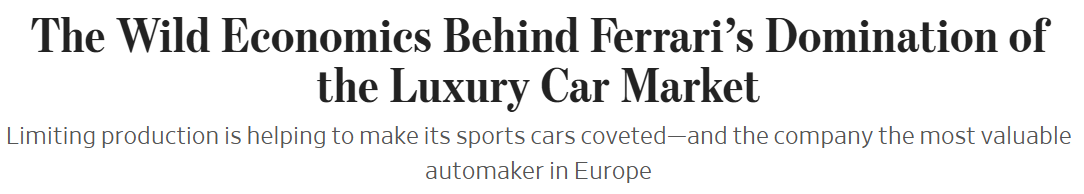 The Wild Economics Behind Ferrari’s Domination of
the Luxury Car Market
Limiting production is helping to make its sports cars coveted—and the company the most valuable
automaker in Europe